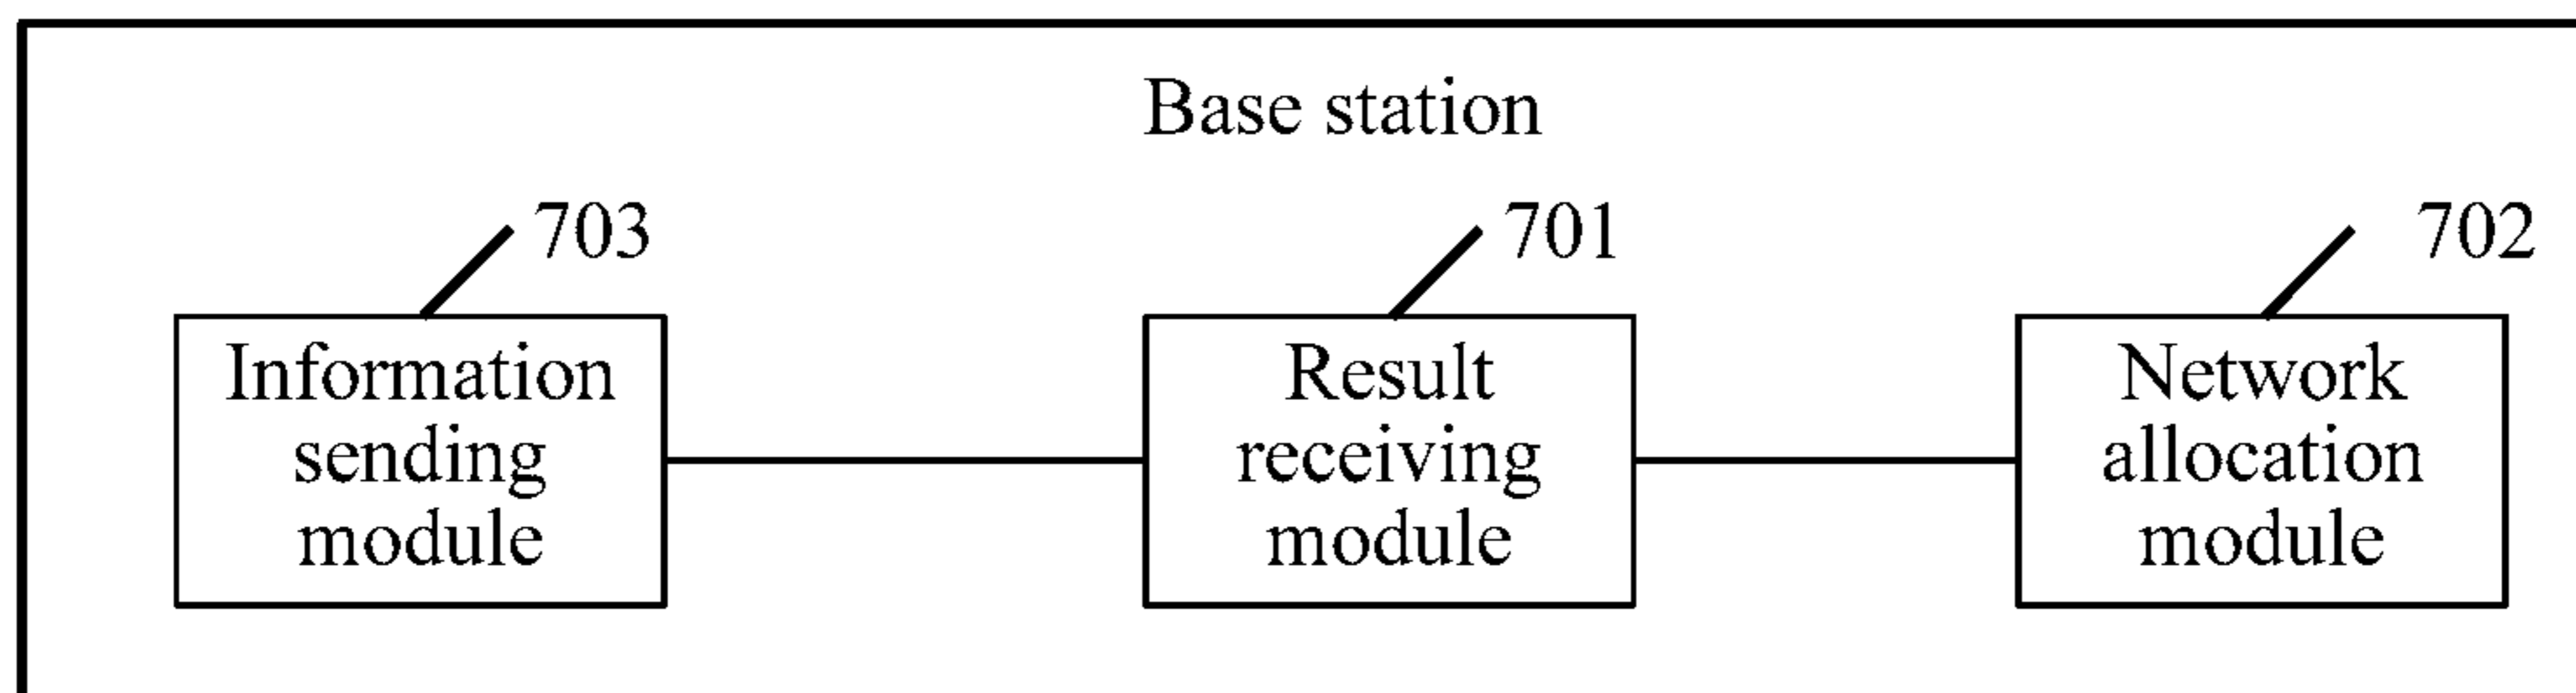 Base station
703
701
702
Information
sending
module
Result
receiving
module
Network
allocation
module